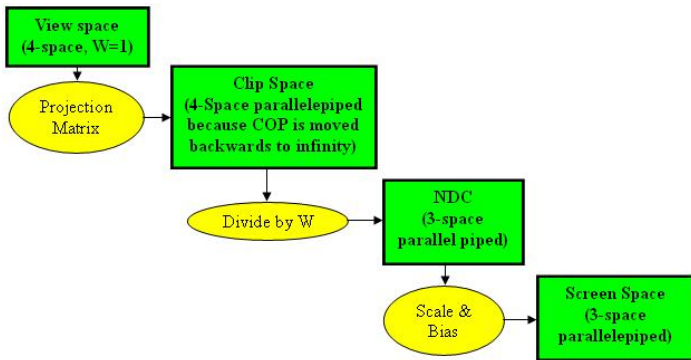 View space
(4-space, W=1)
Projection
Matrix
Clip Space
(4-Space parallelepiped
because COP is moved
backwards to infinity)
Divide by W
NDC
(3-space
parallel piped)
Scale &
Bias
Screen Space
(3-space
parallelepiped)